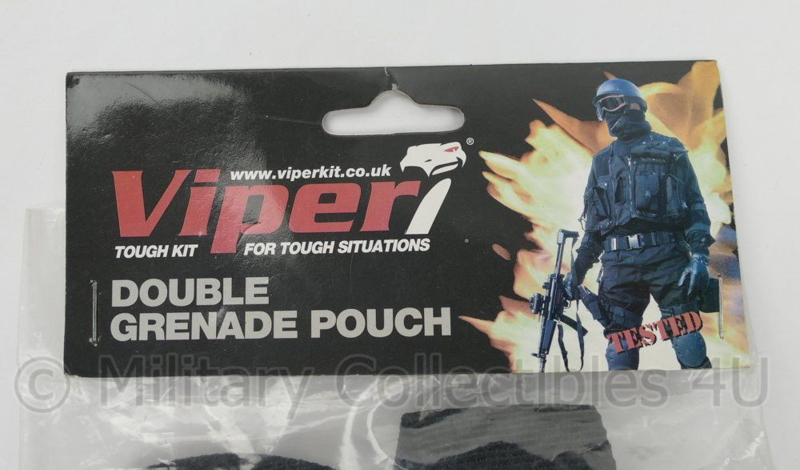 www.viperkit.co.uk
Viper ®
TOUGH KIT FOR TOUGH SITUATIONS
DOUBLE
GRENADE POUCH
TESTED
© Military Collectibles 4U